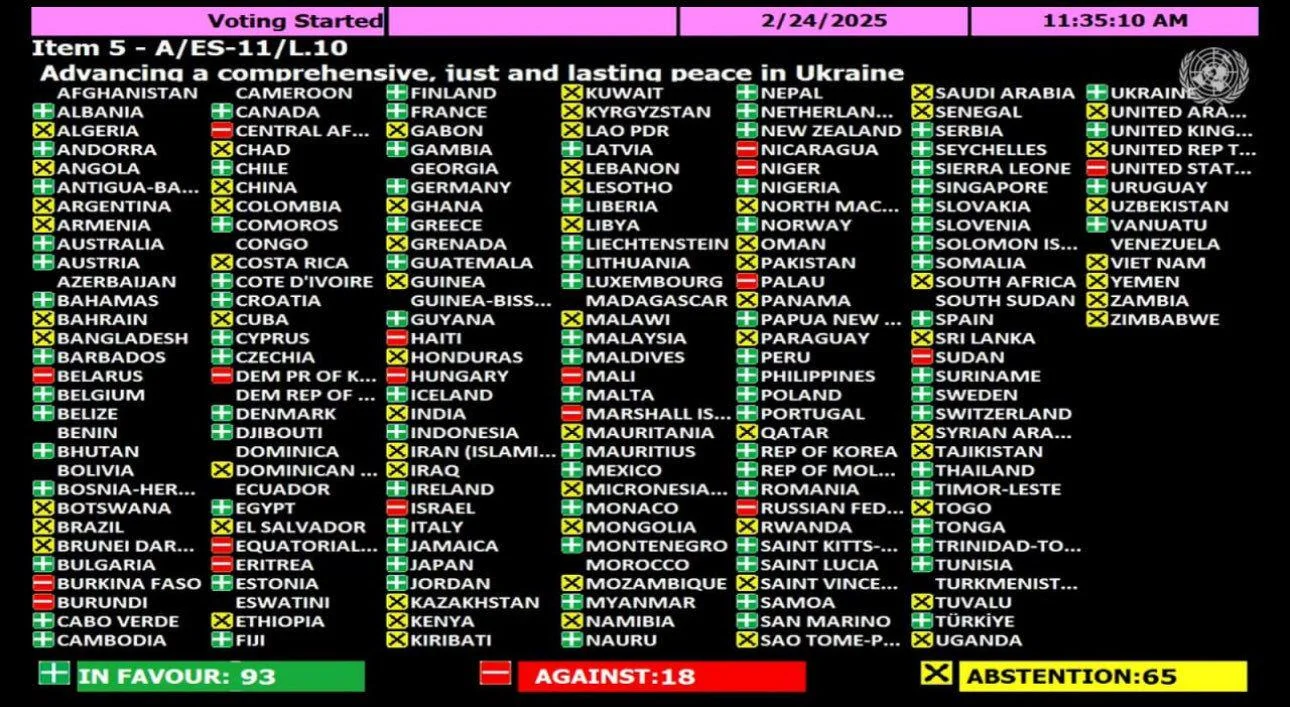 Voting Started 2/24/2025 11:35:10 AM
Item 5 - A/ES-11/L.10
Advancing a comprehensive, just and lasting peace in Ukraine
AFGHANISTAN CAMEROON FINLAND KUWAIT NEPAL SAUDI ARABIA UKRAINE
ALBANIA CANADA FRANCE KYRGYZSTAN NETHERLAN... SENEGAL UNITED ARA...
ALGERIA CENTRAL AF... GABON LAO PDR NEW ZEALAND SERBIA UNITED KING...
ANDORRA CHAD GAMBIA LATVIA NICARAGUA SEYCHELLES UNITED REP T...
ANGOLA CHILE GEORGIA LEBANON NIGER SIERRA LEONE UNITED STAT...
ANTIGUA-BA... CHINA GERMANY LESOTHO NIGERIA SINGAPORE URUGUAY
ARGENTINA COLOMBIA GHANA LIBERIA NORTH MAC... SLOVAKIA UZBEKISTAN
ARMENIA COMOROS GREECE LIBYA NORWAY SLOVENIA VANUATU
AUSTRALIA CONGO GRENADA LIECHTENSTEIN OMAN SOLOMON IS... VENEZUELA
AUSTRIA COSTA RICA GUATEMALA LITHUANIA PAKISTAN SOMALIA VIET NAM
AZERBAIJAN COTE D'IVOIRE GUINEA LUXEMBOURG PALAU SOUTH AFRICA YEMEN
BAHAMAS CROATIA GUINEA-BISS... MADAGASCAR PANAMA SOUTH SUDAN ZAMBIA
BAHRAIN CUBA GUYANA MALAWI PAPUA NEW ... SPAIN ZIMBABWE
BANGLADESH CYPRUS HAITI MALAYSIA PARAGUAY SRI LANKA
BARBADOS CZECHIA HONDURAS MALDIVES PERU SUDAN
BELARUS DEM PR OF K... HUNGARY MALI PHILIPPINES SURINAME
BELGIUM DEM REP OF ... ICELAND MALTA POLAND SWEDEN
BELIZE DENMARK INDIA MARSHALL IS... PORTUGAL SWITZERLAND
BENIN DJIBOUTI INDONESIA MAURITANIA QATAR SYRIAN ARA...
BHUTAN DOMINICA IRAN (ISLAMI... MAURITIUS REP OF KOREA TAJIKISTAN
BOLIVIA DOMINICAN ... IRAQ MEXICO REP OF MOL... THAILAND
BOSNIA-HER... ECUADOR IRELAND MICRONESIA... ROMANIA TIMOR-LESTE
BOTSWANA EGYPT ISRAEL MONACO RUSSIAN FED... TOGO
BRAZIL EL SALVADOR ITALY MONGOLIA RWANDA TONGA
BRUNEI DAR... EQUATORIAL... JAMAICA MONTENEGRO SAINT KITTS-... TRINIDAD-TO...
BULGARIA ERITREA JAPAN MOROCCO SAINT LUCIA TUNISIA
BURKINA FASO ESTONIA JORDAN MOZAMBIQUE SAINT VINCE... TURKMENIST...
BURUNDI ESWATINI KAZAKHSTAN MYANMAR SAMOA TUVALU
CABO VERDE ETHIOPIA KENYA NAMIBIA SAN MARINO TÜRKİYE
CAMBODIA FIJI KIRIBATI NAURU SAO TOME-P... UGANDA
IN FAVOUR: 93 AGAINST:18 ABSTENTION:65